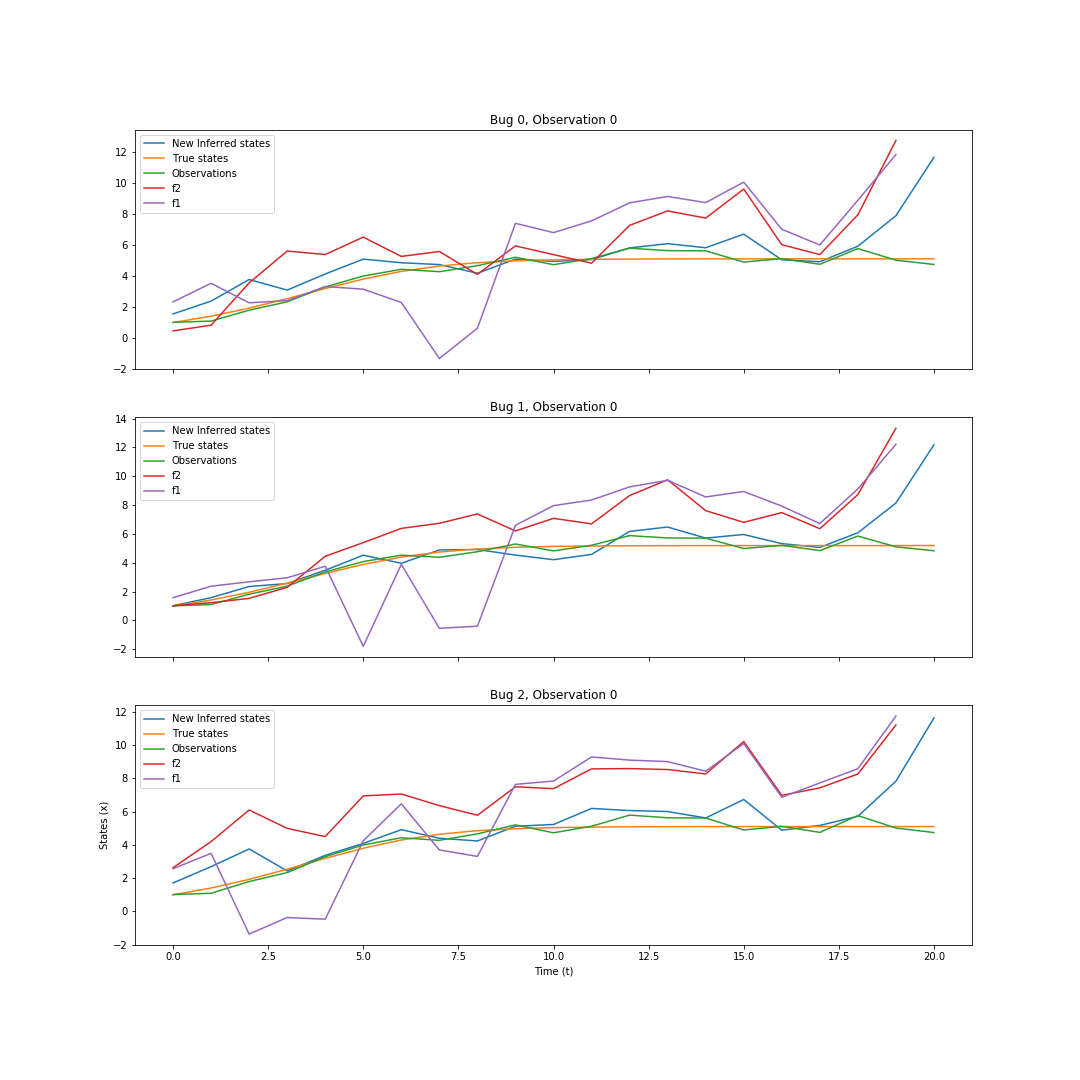 Bug 0, Observation 0
New Inferred states
True states
Observations
f2
f1
12
10
8
6
4
2
0
−2
Bug 1, Observation 0
New Inferred states
True states
Observations
f2
f1
14
12
10
8
6
4
2
0
−2
Bug 2, Observation 0
New Inferred states
True states
Observations
f2
f1
12
10
8
6
4
2
0
−2
States (x)
0.0 2.5 5.0 7.5 10.0 12.5 15.0 17.5 20.0
Time (t)